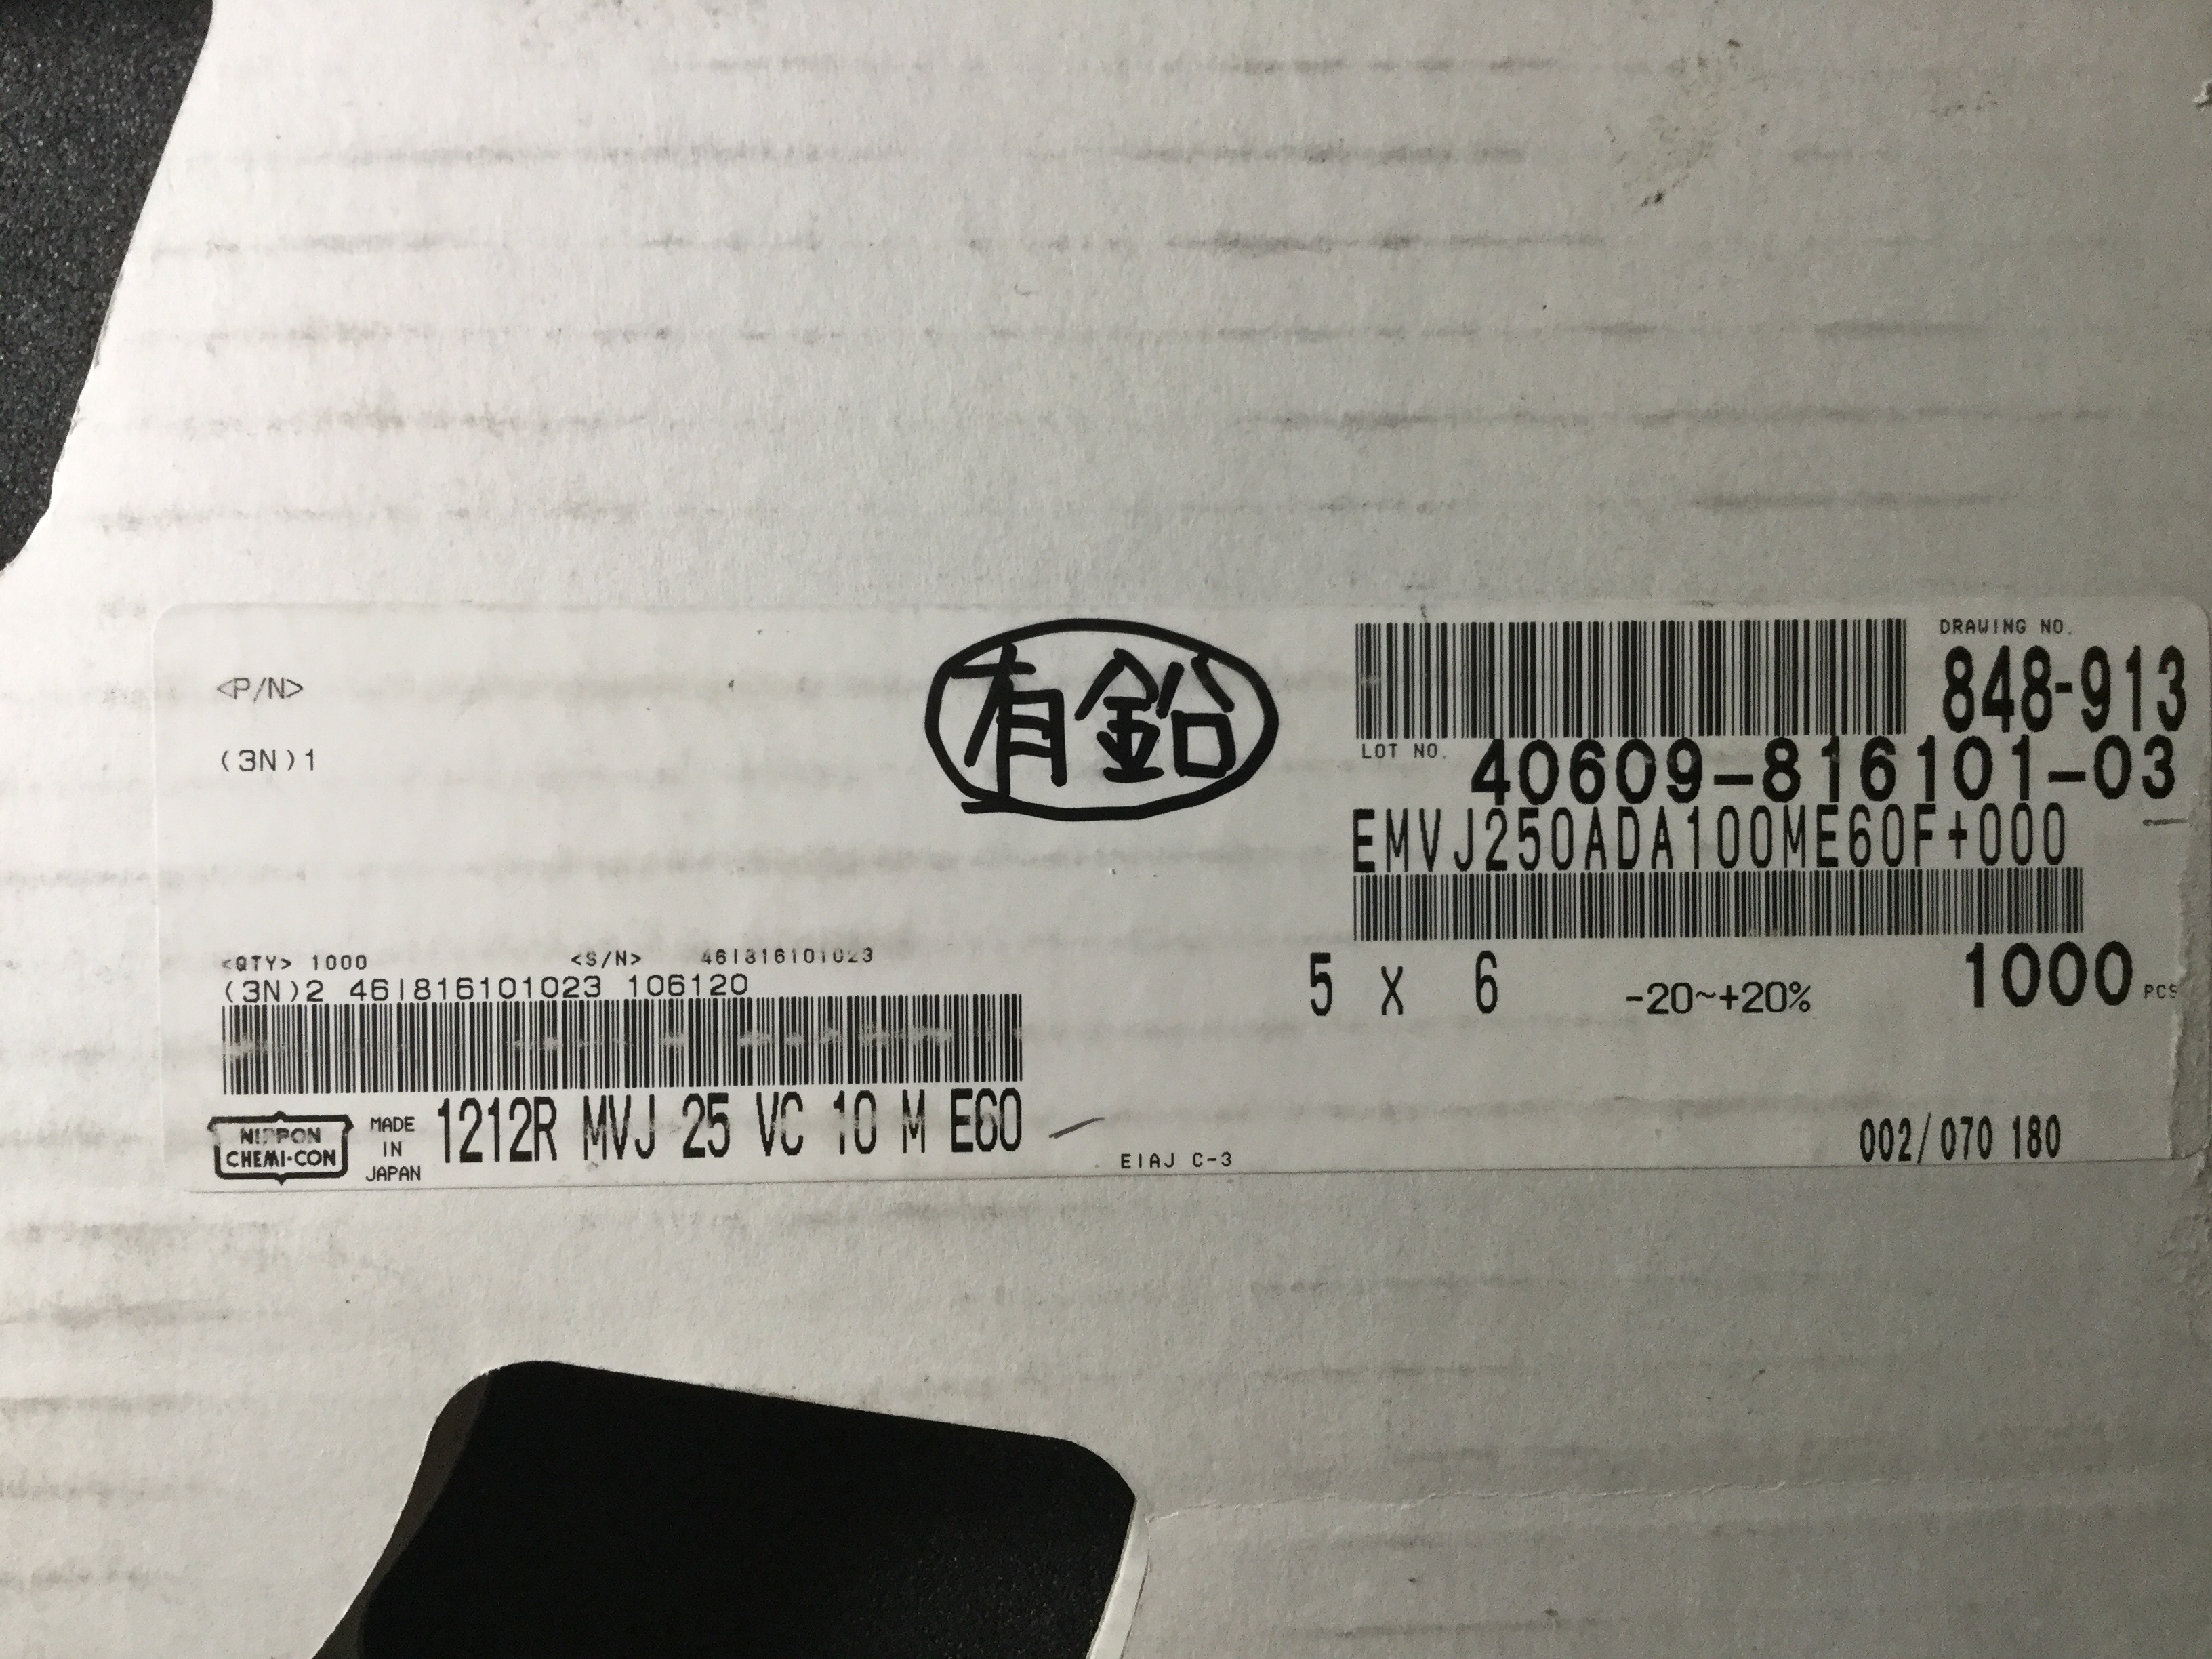 <P/N>
(3N)1
有鉛
DRAWING NO.
848-913
LOT NO. 40609-816101-03
EMVJ250ADA100ME60F+000
<QTY> 1000 <S/N> 46I816101023
(3N)2 46I816101023 106120
5 x 6 -20~+20% 1000 PCS
NIPPON
CHEMI-CON
MADE
IN
JAPAN
1212R MVJ 25 VC 10 M E60
EIAJ C-3
002/070 180